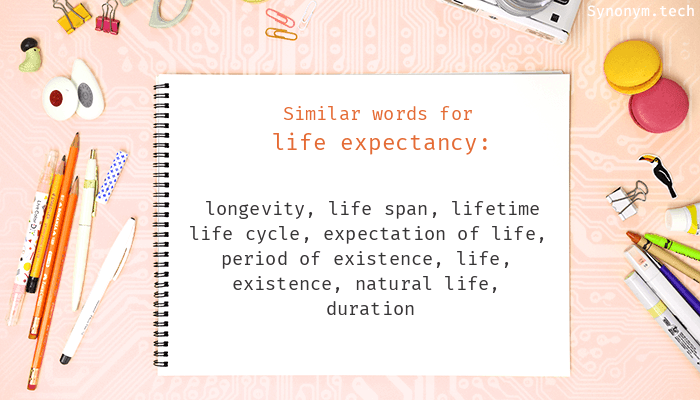 Synonym.tech
Similar words for
life expectancy:
longevity, life span, lifetime
life cycle, expectation of life,
period of existence, life,
existence, natural life,
duration